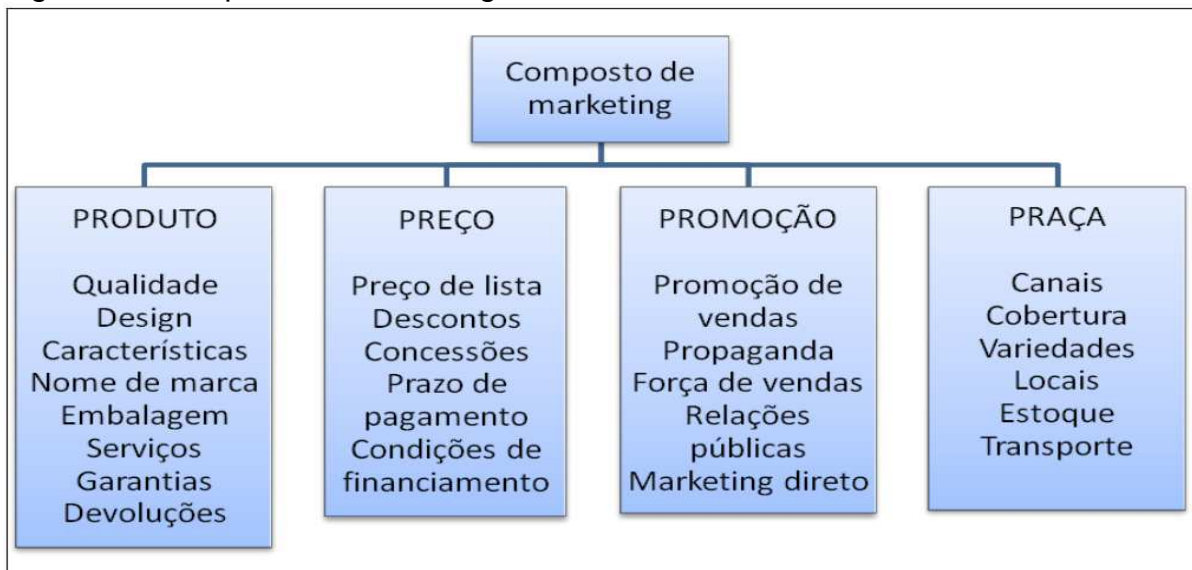 Composto de
marketing
PRODUTO
Qualidade
Design
Características
Nome de marca
Embalagem
Serviços
Garantias
Devoluções
PREÇO
Preço de lista
Descontos
Concessões
Prazo de
pagamento
Condições de
financiamento
PROMOÇÃO
Promoção de
vendas
Propaganda
Força de vendas
Relações
públicas
Marketing direto
PRAÇA
Canais
Cobertura
Variedades
Locais
Estoque
Transporte